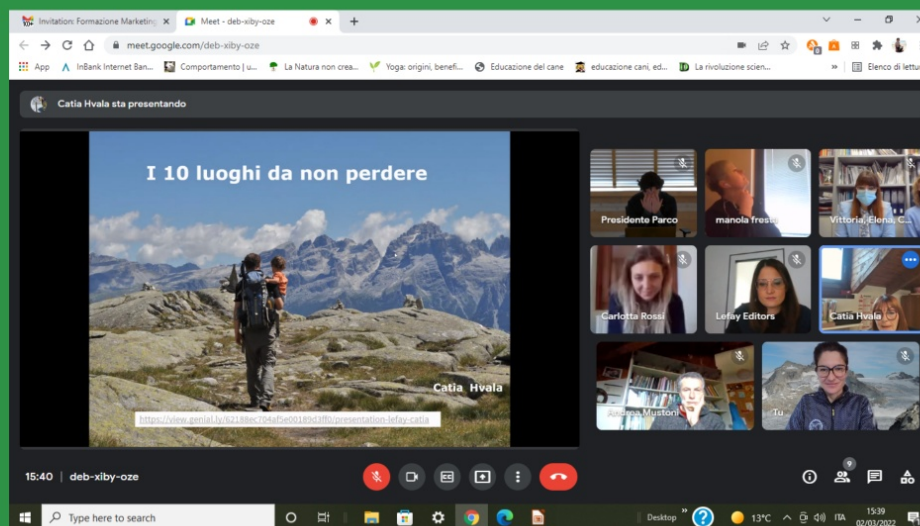 Invitation: Formazione Marketing
Meet - deb-xiby-oze
meet.google.com/deb-xiby-oze
App
InBank Internet Ban...
Comportamento | u...
La Natura non crea...
Yoga: origini, benefi...
Educazione del cane
educazione cani, ed...
La rivoluzione scien...
»
Elenco di lettu
Catia Hvala sta presentando
I 10 luoghi da non perdere
Catia Hvala
https://view.genial.ly/62188ec704af5e00189d3ff0/presentation-lefay-catia
Presidente Parco
manola fresta
Vittoria, Elena, C...
Carlotta Rossi
Lefay Editors
Catia Hvala
Andrea Mustoni
Tu
15:40 | deb-xiby-oze
9
Type here to search
Desktop
»
13°C
ITA
15:39
02/03/2022